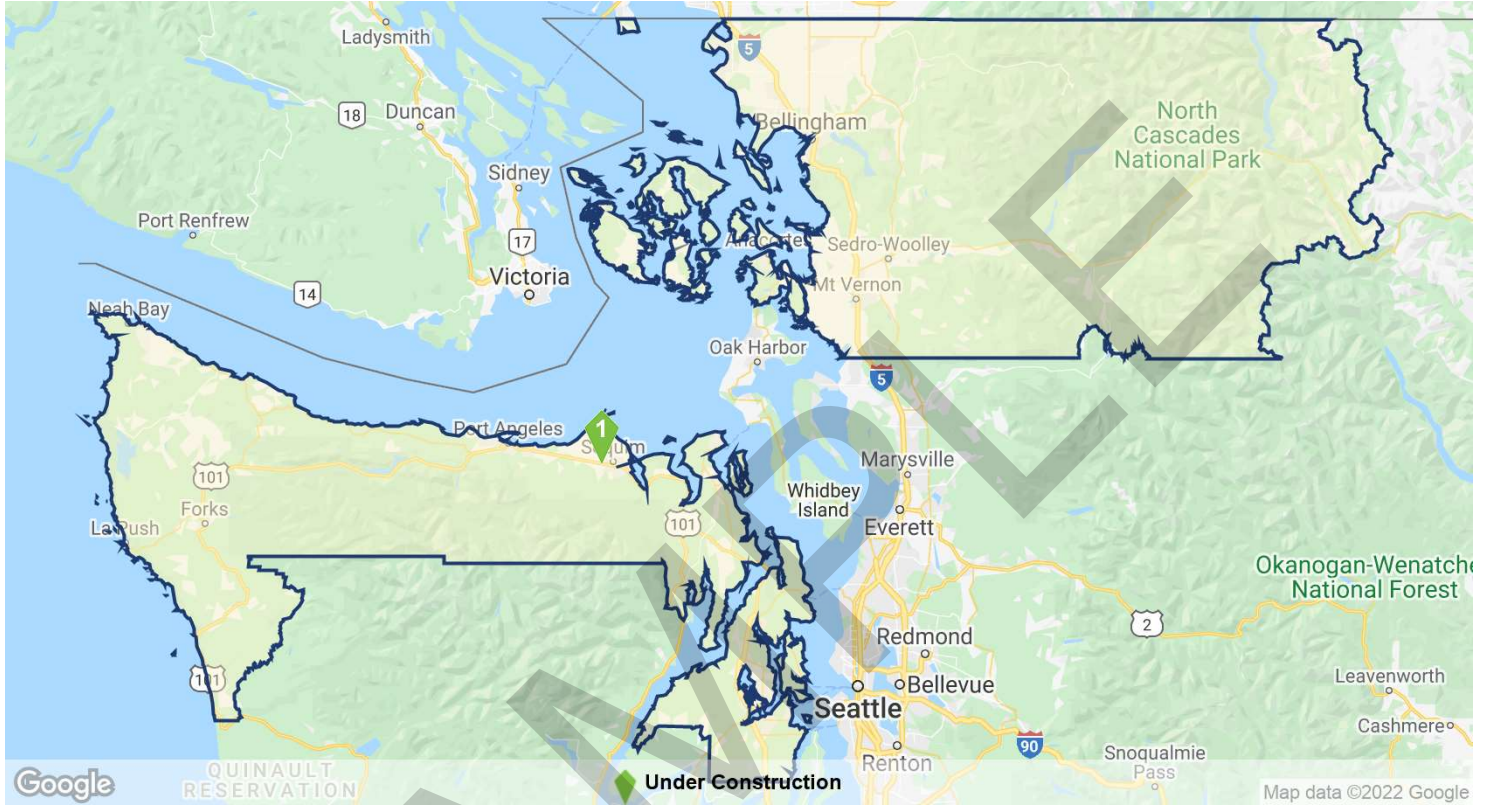 Ladysmith
5
18
Duncan
Bellingham
North
Cascades
National Park
Sidney
Port Renfrew
17
Anacortes
Sedro-Woolley
Victoria
14
Mt Vernon
Neah Bay
Oak Harbor
5
Port Angeles
1
Sequim
Marysville
101
Whidbey
Island
Forks
101
La Push
Everett
Okanogan-Wenatche
National Forest
2
Redmond
101
Bellevue
Leavenworth
Seattle
Cashmere
90
Renton
Snoqualmie
Pass
QUINAULT
RESERVATION
Google
Under Construction
Map data ©2022 Google
SAMPLE